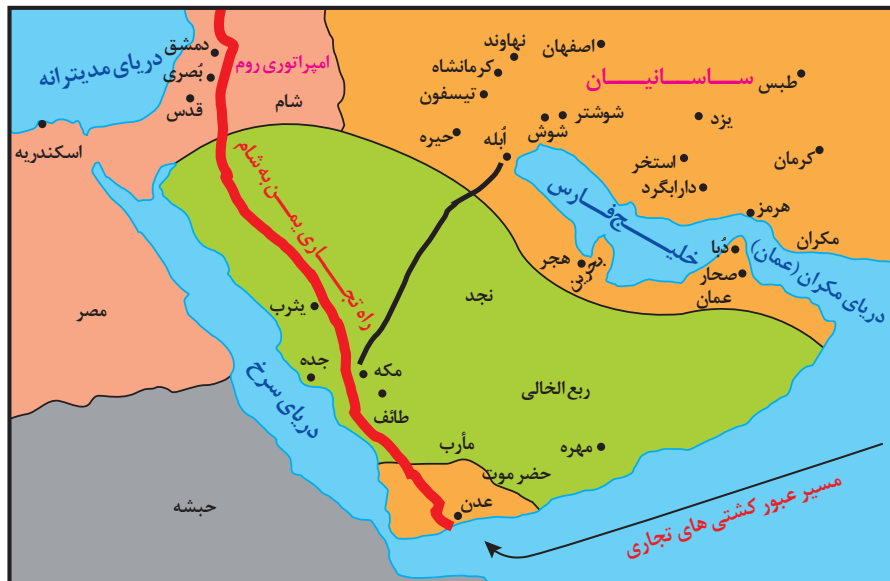 دریای مدیترانه
دمشق
بُصری
قدس
اسکندریه
امپراتوری روم
شام
ساسانیان
اصفهان
نهاوند
کرمانشاه
تیسفون
حیره
شوشتر
شوش
اُبله
طبس
یزد
کرمان
استخر
دارابگرد
هرمز
مکران
خلیج فارس
دُبا
صحار
عمان
دریای مکران (عمان)
هجر
بحرین
راه تجاری یمن به شام
نجد
یثرب
مصر
جده
مکه
طائف
دریای سرخ
ربع الخالی
مأرب
مهره
حضر موت
عدن
حبشه
مسیر عبور کشتی های تجاری